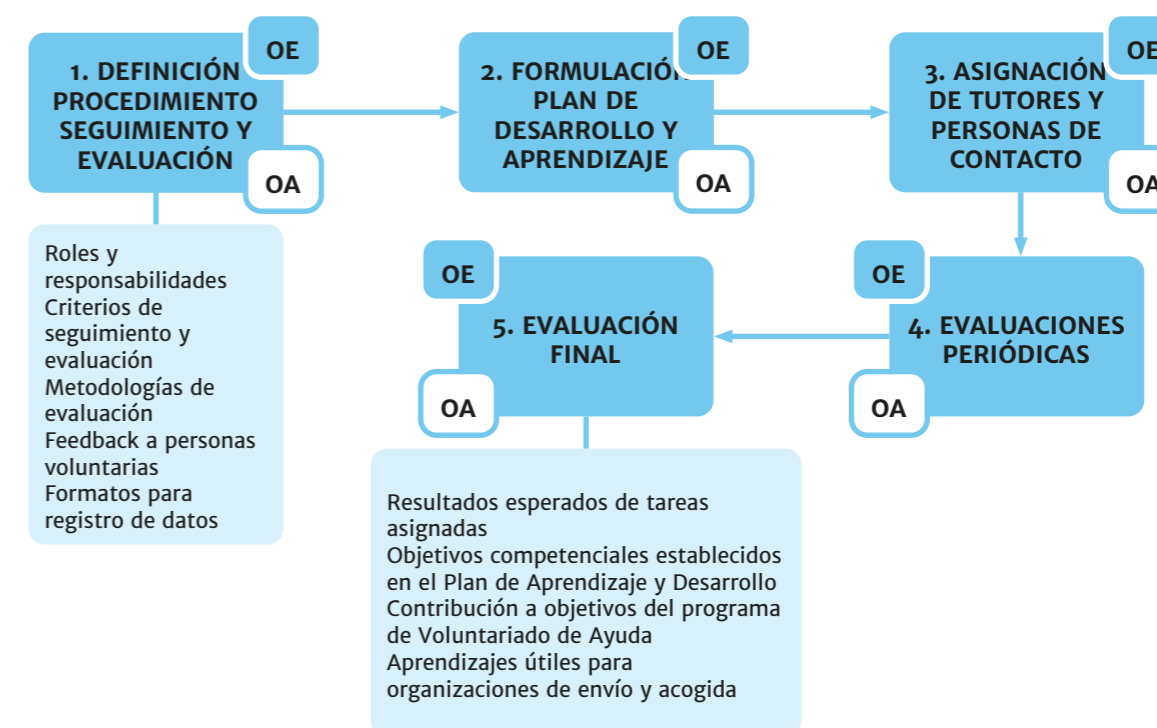 OE
1. DEFINICIÓN
PROCEDIMIENTO
SEGUIMIENTO Y
EVALUACIÓN
OA
OE
2. FORMULACIÓN
PLAN DE
DESARROLLO Y
APRENDIZAJE
OA
OE
3. ASIGNACIÓN
DE TUTORES Y
PERSONAS DE
CONTACTO
OA
Roles y
responsabilidades
Criterios de
seguimiento y
evaluación
Metodologías de
evaluación
Feedback a personas
voluntarias
Formatos para
registro de datos
OE
4. EVALUACIONES
PERIÓDICAS
OA
OE
5. EVALUACIÓN
FINAL
OA
Resultados esperados de tareas
asignadas
Objetivos competenciales establecidos
en el Plan de Aprendizaje y Desarrollo
Contribución a objetivos del programa
de Voluntariado de Ayuda
Aprendizajes útiles para
organizaciones de envío y acogida